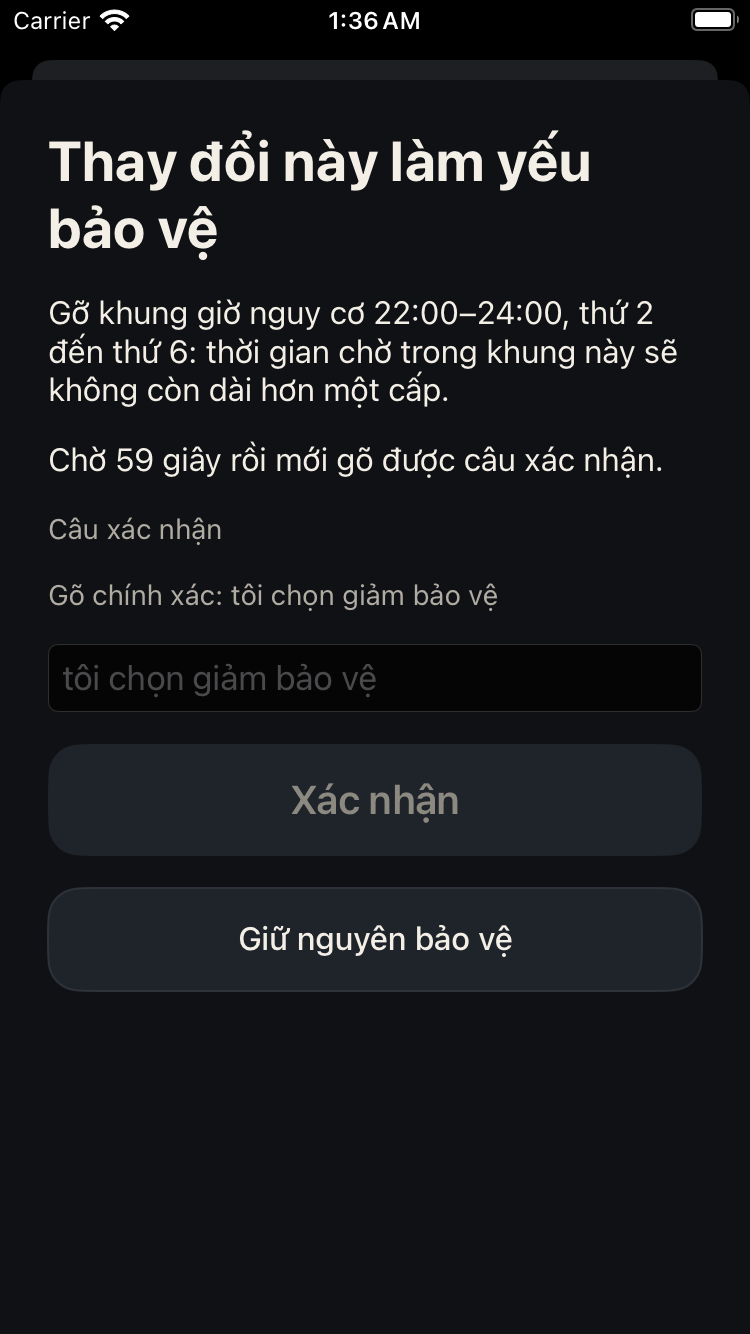 Carrier 1:36 AM
Thay đổi này làm yếu
bảo vệ
Gỡ khung giờ nguy cơ 22:00–24:00, thứ 2
đến thứ 6: thời gian chờ trong khung này sẽ
không còn dài hơn một cấp.
Chờ 59 giây rồi mới gõ được câu xác nhận.
Câu xác nhận
Gõ chính xác: tôi chọn giảm bảo vệ
tôi chọn giảm bảo vệ
Xác nhận
Giữ nguyên bảo vệ